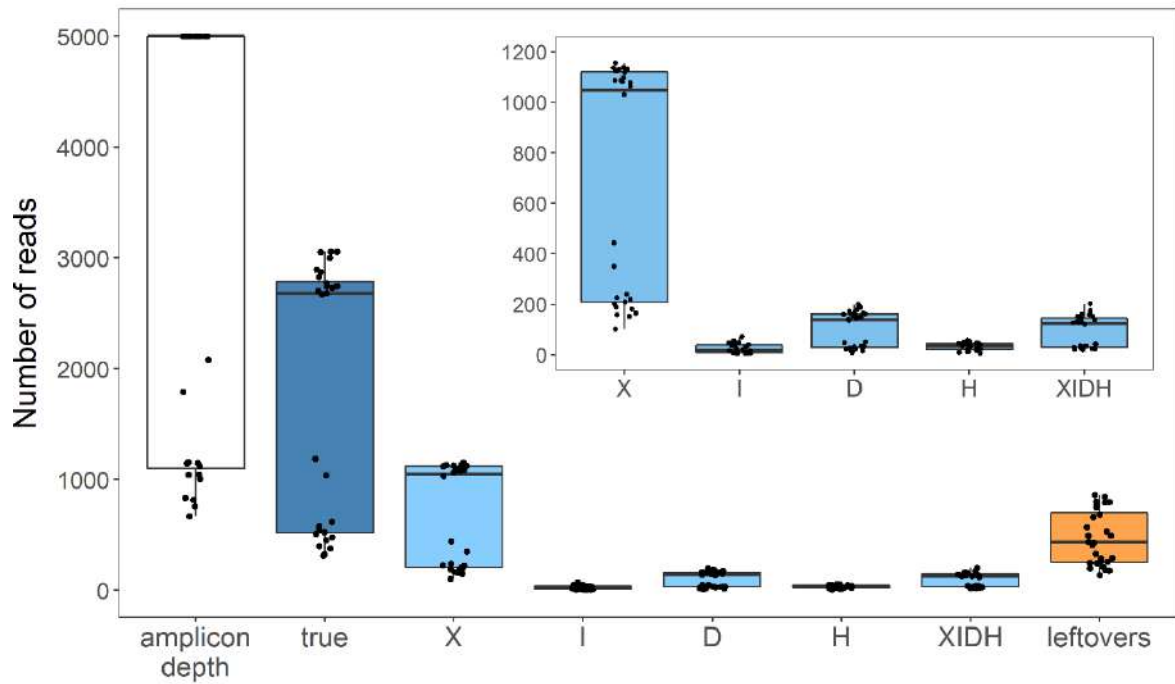 Number of reads
5000
4000
3000
2000
1000
0
amplicon depth
true
X
I
D
H
XIDH
leftovers
1200
1000
800
600
400
200
0
X
I
D
H
XIDH